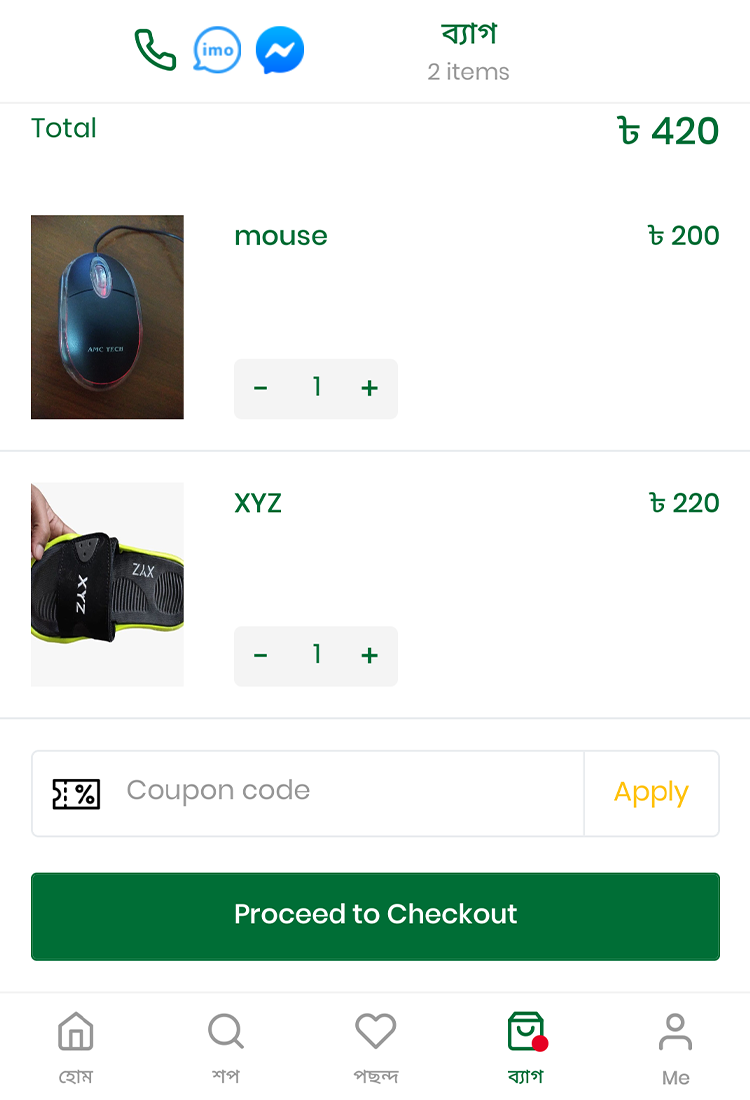 imo
ব্যাগ
2 items
Total
৳ 420
mouse
৳ 200
AMC TECH
- 1 +
XYZ
৳ 220
XYZ
XYZ
- 1 +
%
Coupon code
Apply
Proceed to Checkout
হোম
শপ
পছন্দ
ব্যাগ
Me